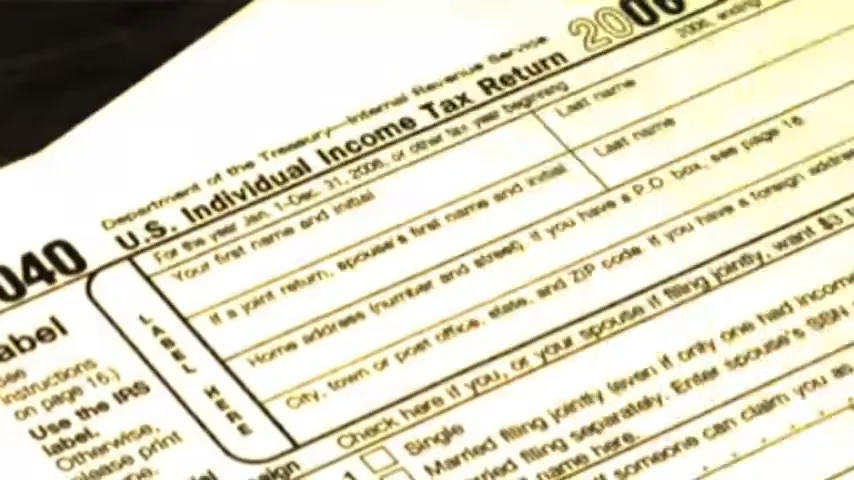 Department of the Treasury—Internal Revenue Service
040
U.S. Individual Income Tax Return
2006
For the year Jan. 1-Dec. 31, 2006, or other tax year beginning
2006, ending
Your first name and initial
Last name
If a joint return, spouse's first name and initial
Last name
Home address (number and street). If you have a P.O. box, see page 16
City, town or post office, state, and ZIP code. If you have a foreign address
abel
See
instructions
on page 16.)
Use the IRS
label.
Otherwise,
please print
LABEL HERE
Check here if you, or your spouse if filing jointly, want $3 to
1
Single
Married filing jointly (even if only one had income
rried filing separately. Enter spouse's SSN
name here.
f someone can claim you as